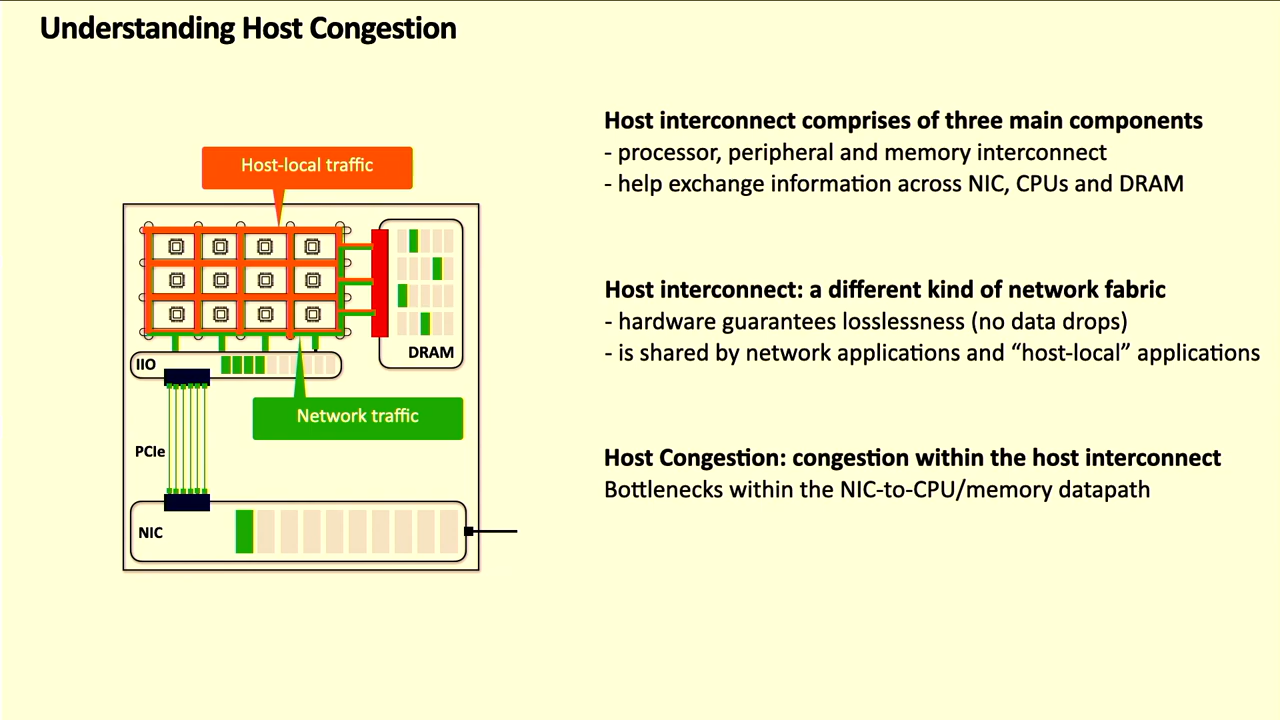 Understanding Host Congestion
Host-local traffic
DRAM
IIO
Network traffic
PCIe
NIC
Host interconnect comprises of three main components
- processor, peripheral and memory interconnect
- help exchange information across NIC, CPUs and DRAM
Host interconnect: a different kind of network fabric
- hardware guarantees losslessness (no data drops)
- is shared by network applications and “host-local” applications
Host Congestion: congestion within the host interconnect
Bottlenecks within the NIC-to-CPU/memory datapath